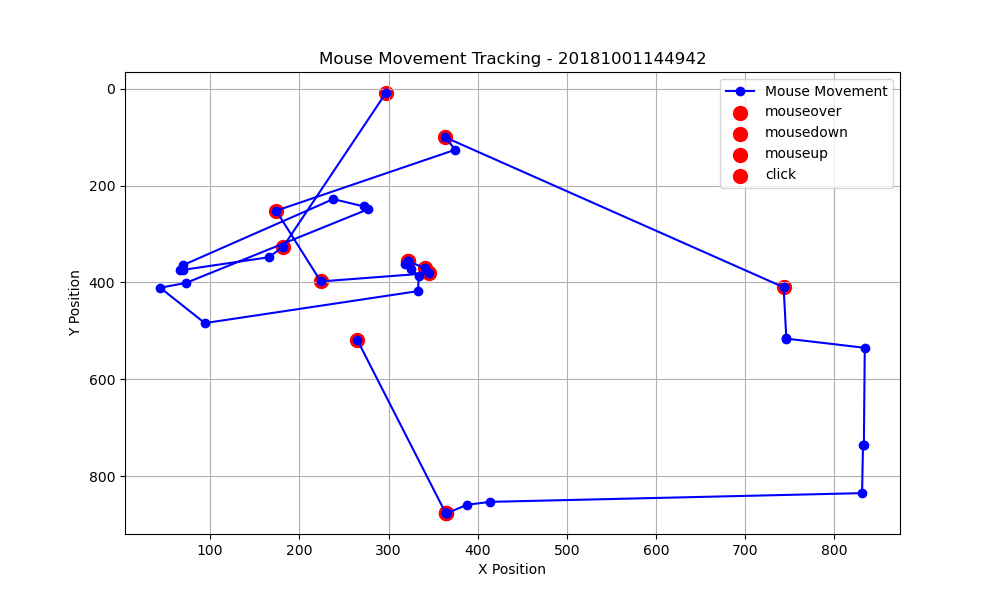 Mouse Movement Tracking - 20181001144942
Mouse Movement
mouseover
mousedown
mouseup
click
0
200
400
600
800
Y Position
100
200
300
400
500
600
700
800
X Position